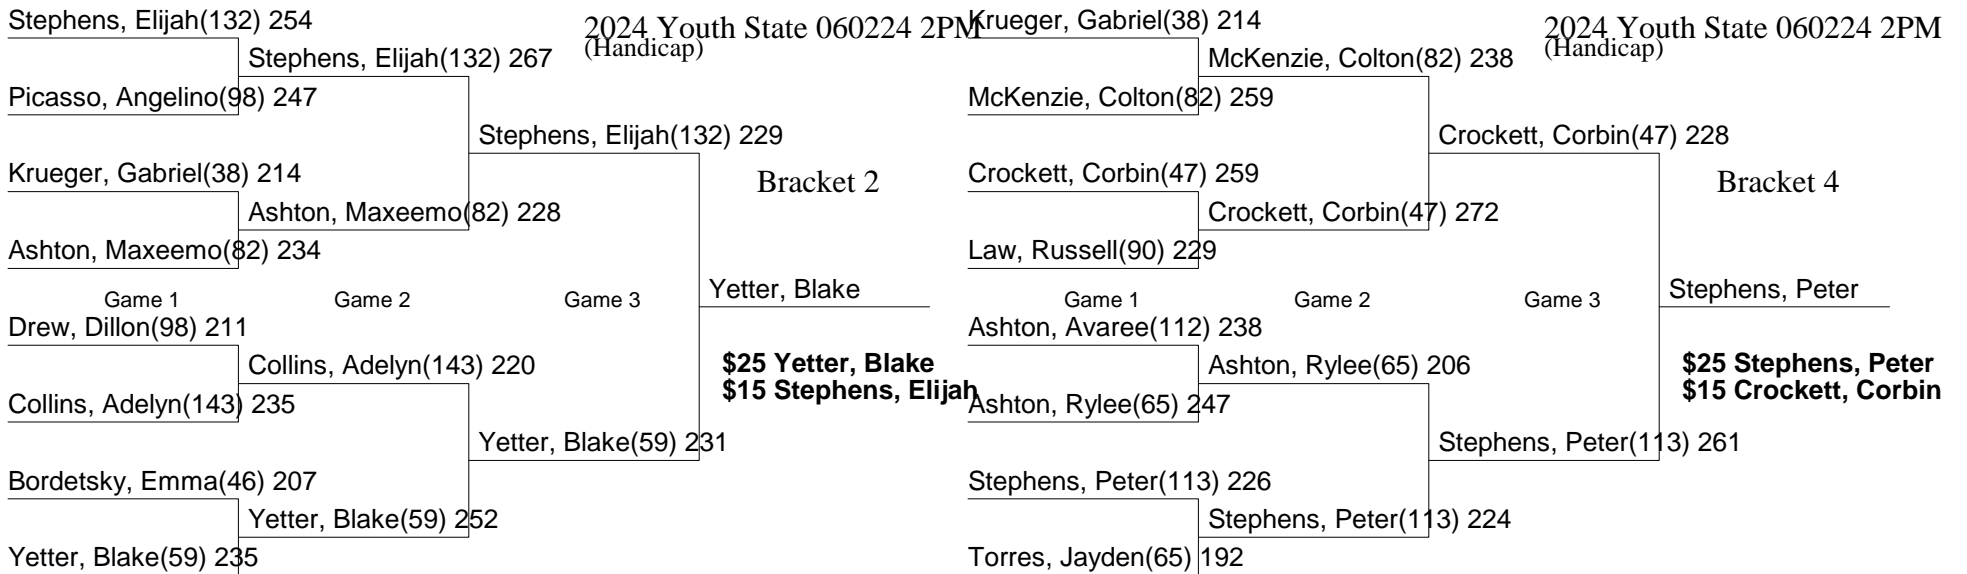 Stephens, Elijah(132) 254
2024 Youth State 060224 2PM
(Handicap)
Stephens, Elijah(132) 267
Picasso, Angelino(98) 247
Stephens, Elijah(132) 229
Krueger, Gabriel(38) 214
Bracket 2
Ashton, Maxeemo(82) 228
Ashton, Maxeemo(82) 234
Yetter, Blake
Game 1
Game 2
Game 3
Drew, Dillon(98) 211
Collins, Adelyn(143) 220
$25 Yetter, Blake
$15 Stephens, Elijah
Collins, Adelyn(143) 235
Yetter, Blake(59) 231
Bordetsky, Emma(46) 207
Yetter, Blake(59) 252
Yetter, Blake(59) 235
Krueger, Gabriel(38) 214
2024 Youth State 060224 2PM
(Handicap)
McKenzie, Colton(82) 238
McKenzie, Colton(82) 259
Crockett, Corbin(47) 228
Crockett, Corbin(47) 259
Bracket 4
Crockett, Corbin(47) 272
Law, Russell(90) 229
Stephens, Peter
Game 1
Game 2
Game 3
Ashton, Avaree(112) 238
Ashton, Rylee(65) 206
$25 Stephens, Peter
$15 Crockett, Corbin
Ashton, Rylee(65) 247
Stephens, Peter(113) 261
Stephens, Peter(113) 226
Stephens, Peter(113) 224
Torres, Jayden(65) 192